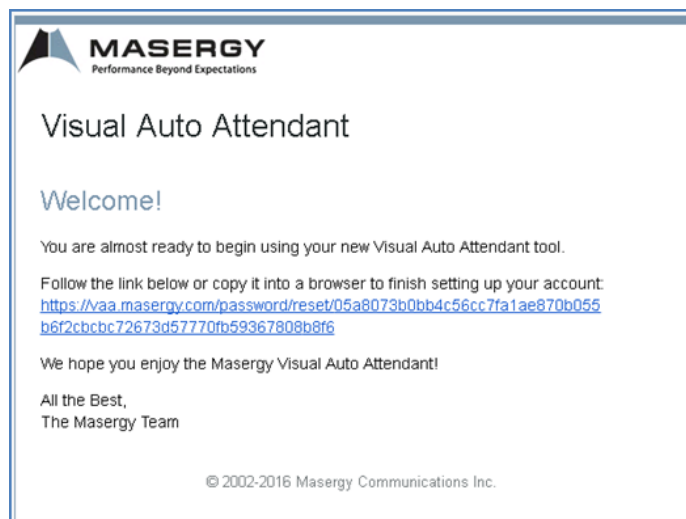 MASERGY
Performance Beyond Expectations
Visual Auto Attendant
Welcome!
You are almost ready to begin using your new Visual Auto Attendant tool.
Follow the link below or copy it into a browser to finish setting up your account:
https://vaa.masergy.com/password/reset/05a8073b0bb4c56cc7fa1ae870b055
b6f2cbcbc72673d57770fb59367808b8f6
We hope you enjoy the Masergy Visual Auto Attendant!
All the Best,
The Masergy Team
© 2002-2016 Masergy Communications Inc.